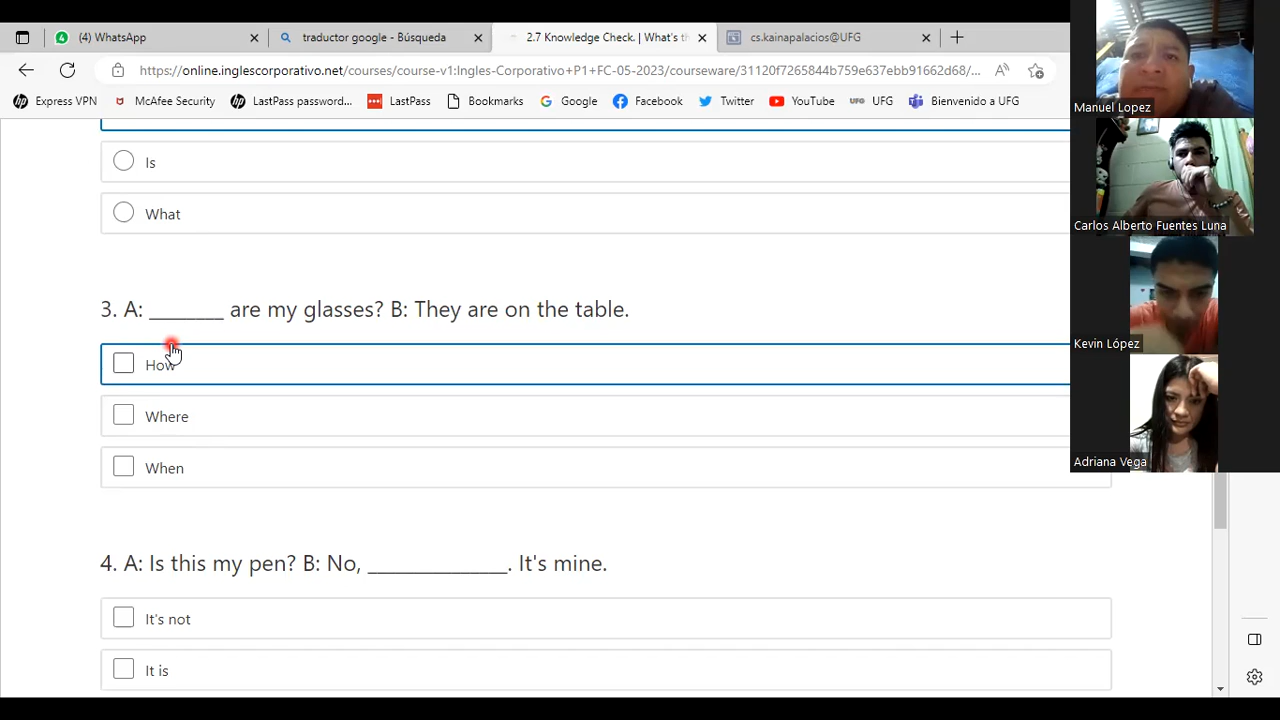 (4) WhatsApp
traductor google - Búsqueda
2.7 Knowledge Check. | What's th
cs.kainapalacios@UFG
https://online.inglescorporativo.net/courses/course-v1:Ingles-Corporativo+P1+FC-05-2023/courseware/31120f7265844b759e637ebb91662d68/...
Express VPN
McAfee Security
LastPass password...
LastPass
Bookmarks
Google
Facebook
Twitter
YouTube
UFG UFG
Bienvenido a UFG
Is
What
3. A: ________ are my glasses? B: They are on the table.
How
Where
When
4. A: Is this my pen? B: No, ______________. It's mine.
It's not
It is
Manuel Lopez
Carlos Alberto Fuentes Luna
Kevin López
Adriana Vega